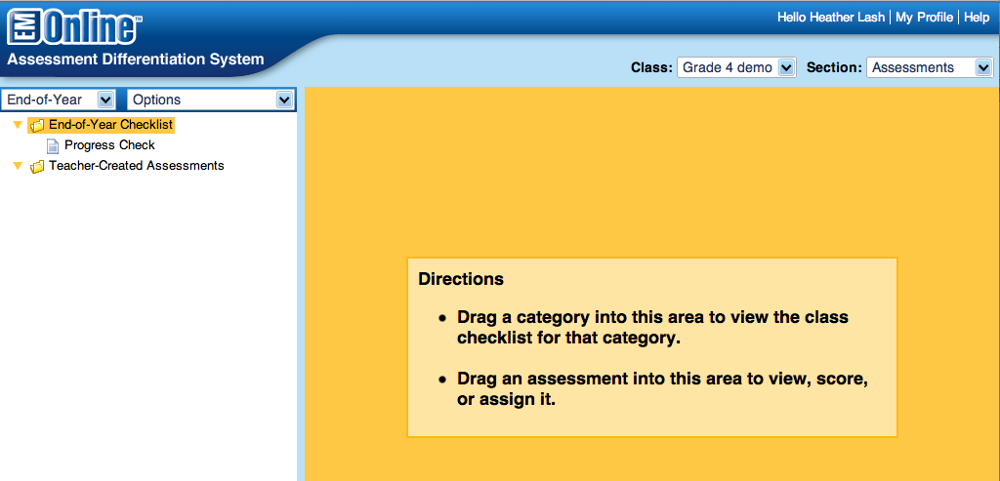 EM Online™
Hello Heather Lash | My Profile | Help
Assessment Differentiation System
Class: Grade 4 demo Section: Assessments
End-of-Year Options
End-of-Year Checklist
Progress Check
Teacher-Created Assessments
Directions
• Drag a category into this area to view the class
checklist for that category.
• Drag an assessment into this area to view, score,
or assign it.